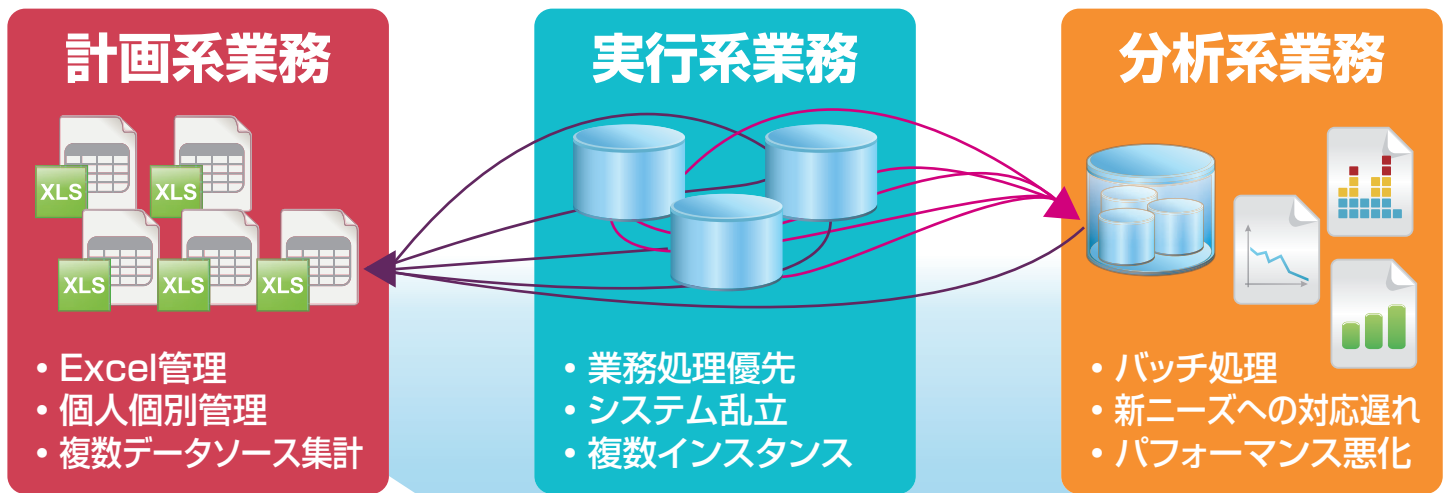 計画系業務
XLS
XLS
XLS
XLS
XLS
・Excel管理
・個人個別管理
・複数データソース集計
実行系業務
・業務処理優先
・システム乱立
・複数インスタンス
分析系業務
・バッチ処理
・新ニーズへの対応遅れ
・パフォーマンス悪化